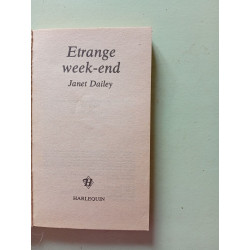 Etrange
week-end
Janet Dailey
H
HARLEQUIN